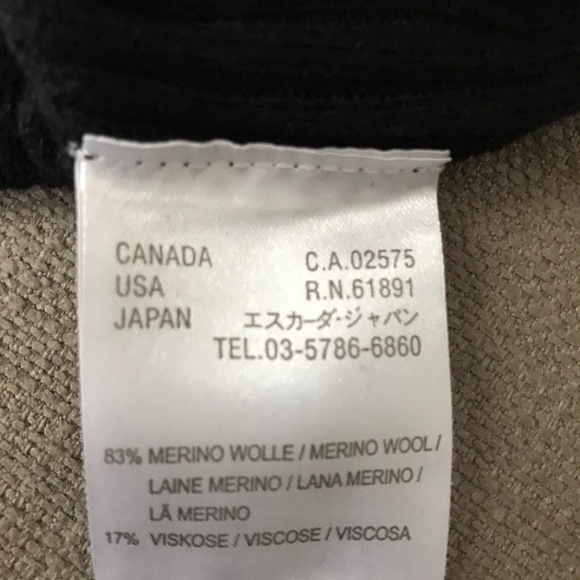 CANADA C.A.02575
USA R.N.61891
JAPAN エスカーダ・ジャパン
TEL.03-5786-6860
83% MERINO WOLLE / MERINO WOOL /
LAINE MERINO / LANA MERINO /
LÃ MERINO
17% VISKOSE / VISCOSE / VISCOSA